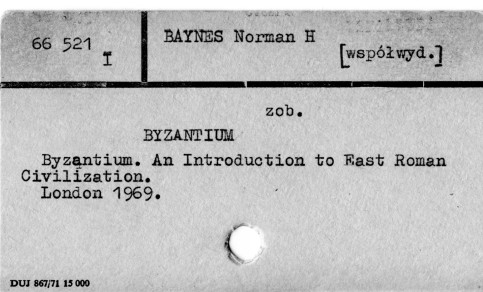 66 521
I
BAYNES Norman H
[współwyd.]
zob.
BYZANTIUM
Byzantium. An Introduction to East Roman
Civilization.
London 1969.
DUJ 867/71 15 000